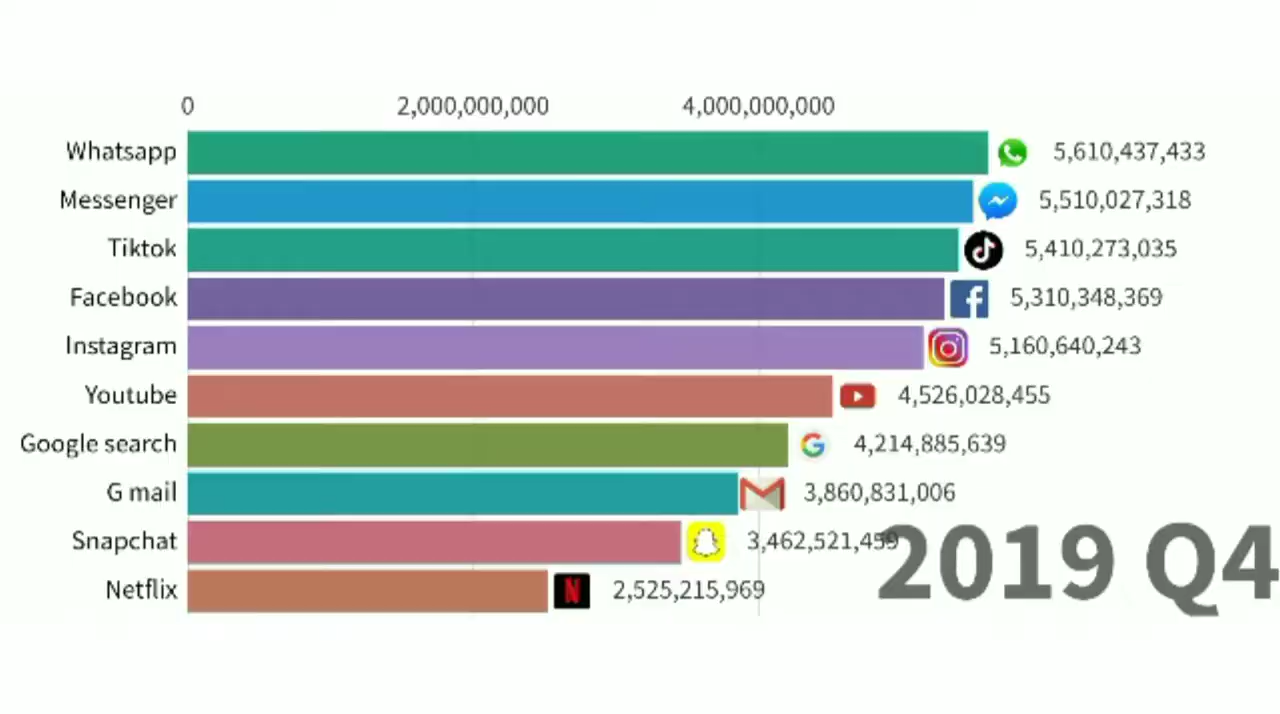 0 2,000,000,000 4,000,000,000
Whatsapp 5,610,437,433
Messenger 5,510,027,318
Tiktok 5,410,273,035
Facebook 5,310,348,369
Instagram 5,160,640,243
Youtube 4,526,028,455
Google search 4,214,885,639
G mail 3,860,831,006
Snapchat 3,462,521,459
Netflix 2,525,215,969
2019 Q4